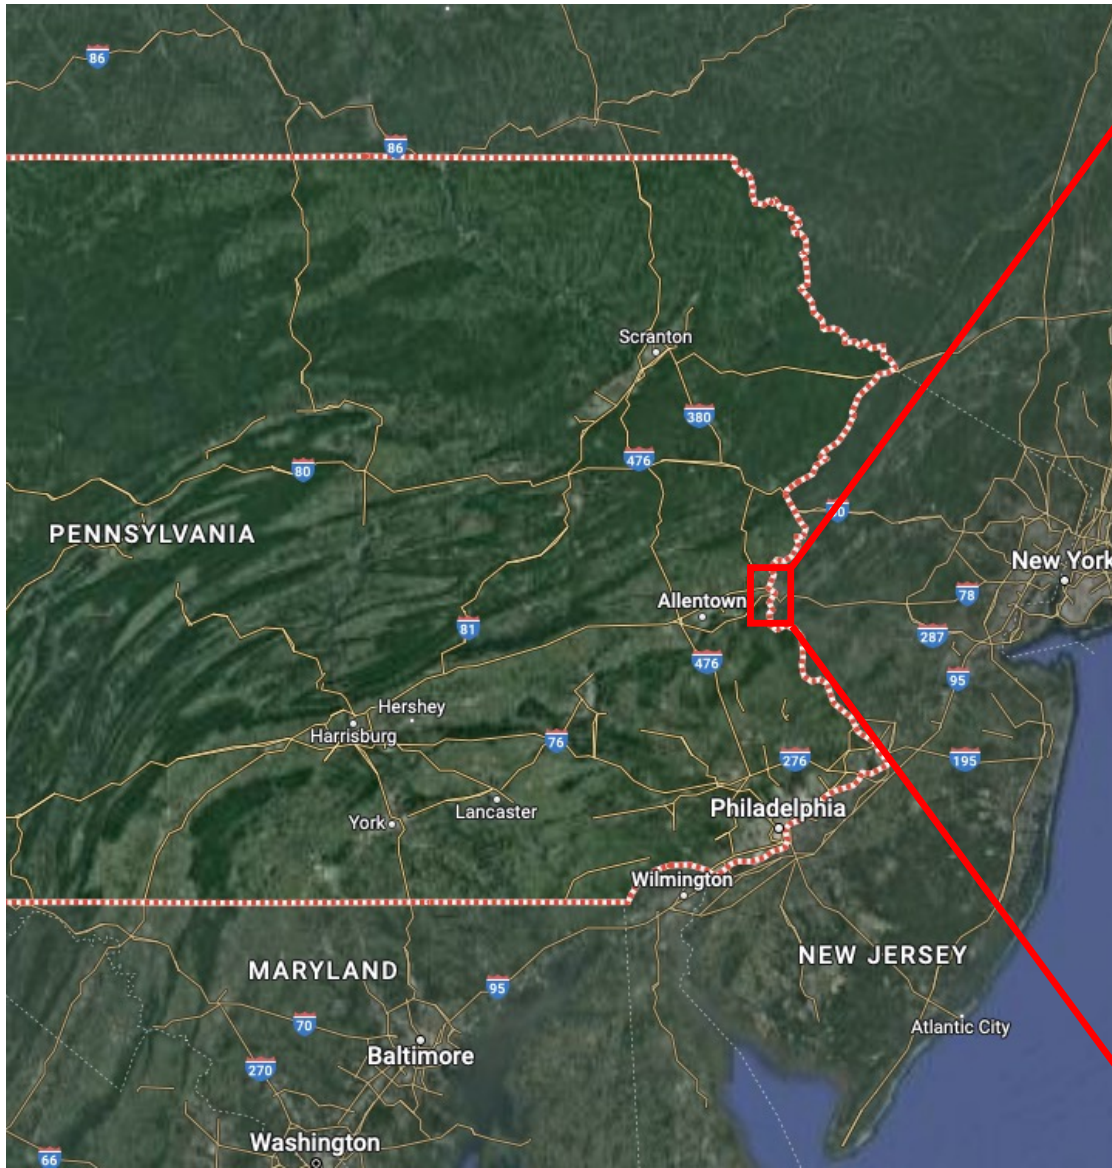 86
86
Scranton
380
476
80
PENNSYLVANIA
New York
Allentown
78
81
287
476
95
Hershey
Harrisburg
76
276
195
Lancaster
Philadelphia
York
Wilmington
NEW JERSEY
MARYLAND
95
70
Atlantic City
Baltimore
270
Washington
66